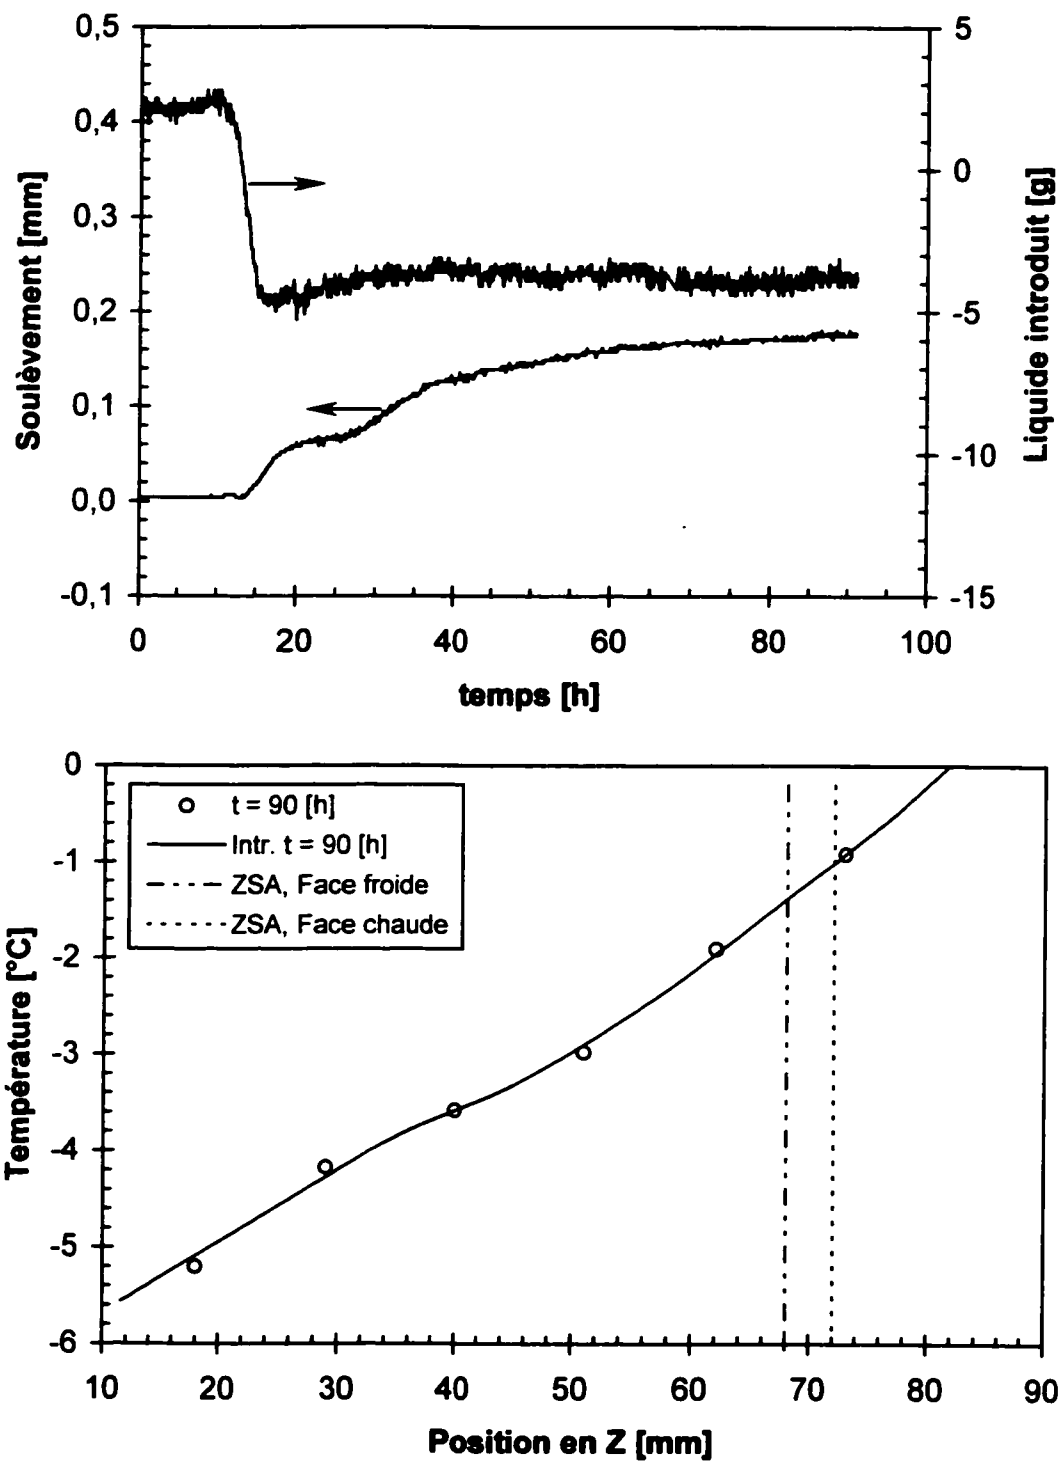 0,5
0,4
0,3
0,2
0,1
0,0
-0,1
Soulèvement [mm]
5
0
-5
-10
-15
Liquide introduit [g]
0 20 40 60 80 100
temps [h]
0
-1
-2
-3
-4
-5
-6
Température [°C]
t = 90 [h]
Intr. t = 90 [h]
ZSA, Face froide
ZSA, Face chaude
10 20 30 40 50 60 70 80 90
Position en Z [mm]